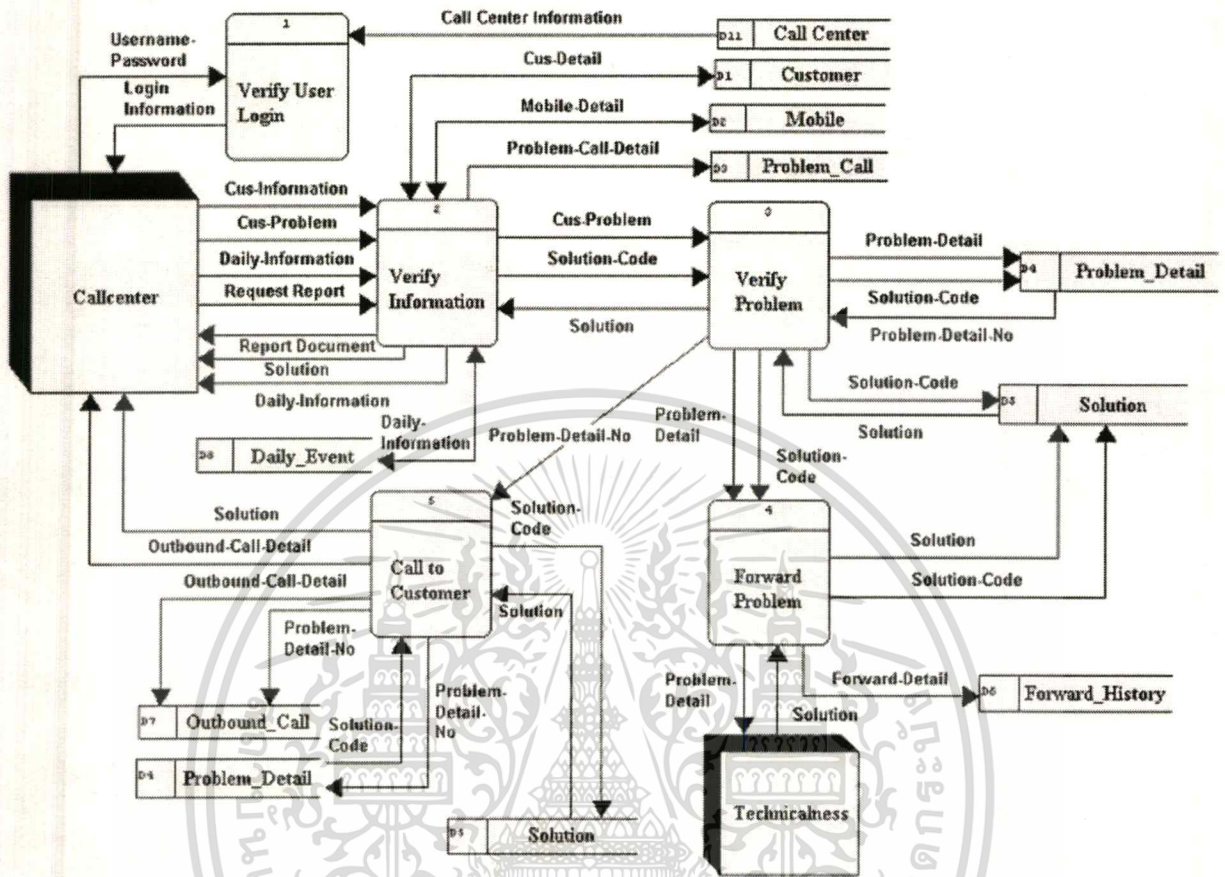 1
Verify User
Login
Username-
Password
Login
Information
Call Center Information
D11 Call Center
Cus-Detail
D1 Customer
Mobile-Detail
D2 Mobile
Problem-Call-Detail
D3 Problem_Call
Callcenter
Cus-Information
Cus-Problem
Daily-Information
Request Report
Report Document
Solution
Daily-Information
2
Verify
Information
Cus-Problem
Solution-Code
Solution
3
Verify
Problem
Problem-Detail
Solution-Code
Problem-Detail-No
D4 Problem_Detail
Solution-Code
Solution
D5 Solution
Daily-
Information
D8 Daily_Event
Problem-Detail-No
Problem-
Detail
Solution-
Code
5
Call to
Customer
Solution
Outbound-Call-Detail
Outbound-Call-Detail
Problem-
Detail-No
Solution-
Code
Solution
4
Forward
Problem
Solution
Solution-Code
Problem-
Detail
Solution
Forward-Detail
D6 Forward_History
D7 Outbound_Call
Solution-
Code
Problem-
Detail-
No
D4 Problem_Detail
D5 Solution
Technicalness